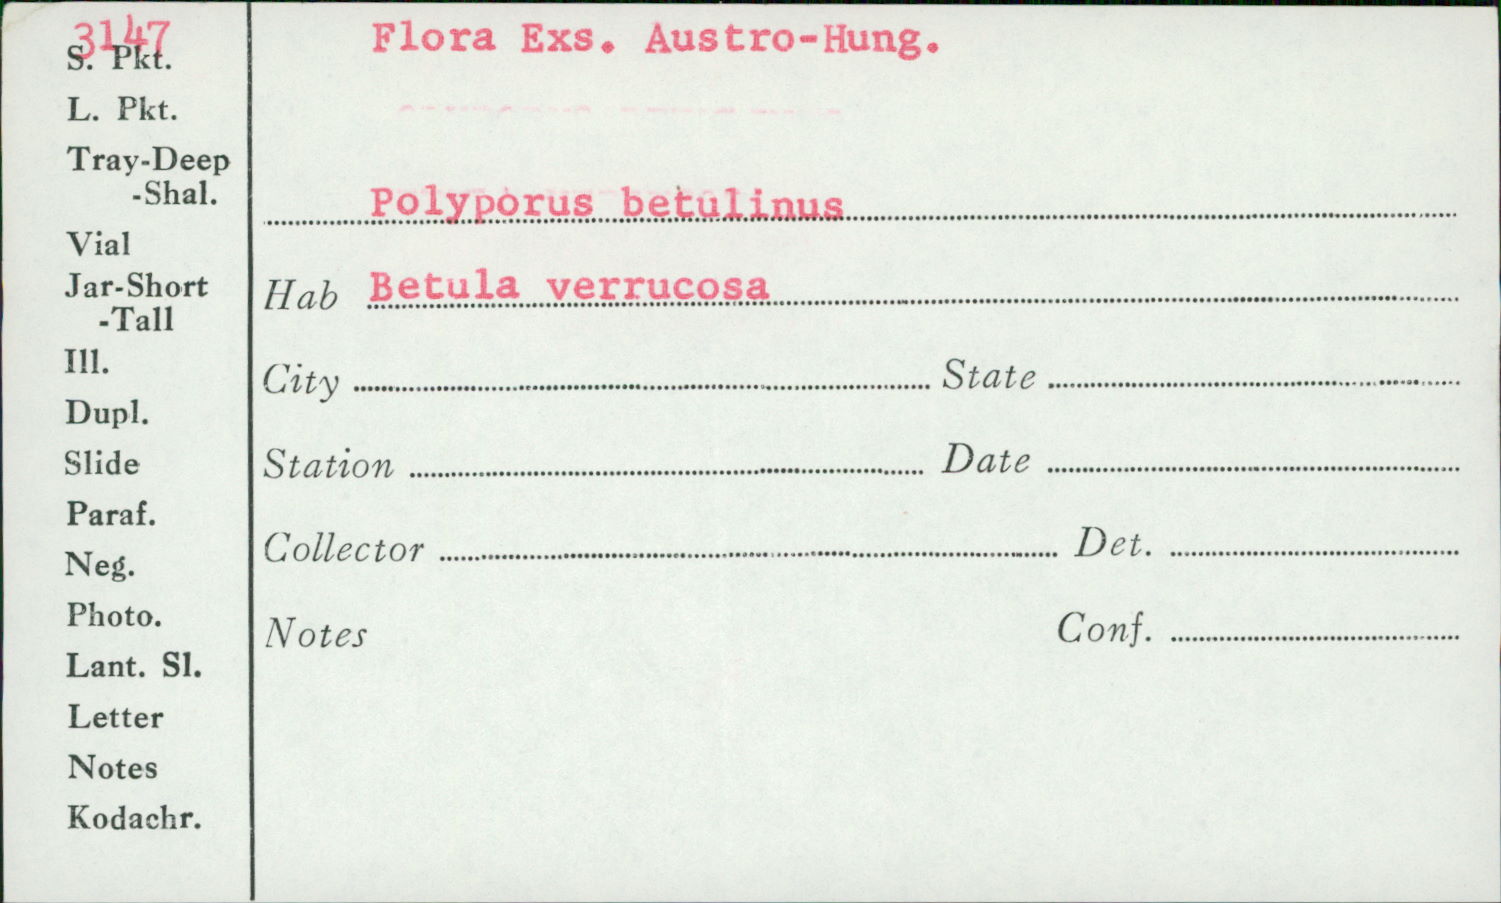 3147
Flora Exs. Austro-Hung.
S. Pkt.
L. Pkt.
Tray-Deep
-Shal.
Polyporus betulinus
Vial
Jar-Short
-Tall
Hab Betula verrucosa
Ill.
City State
Dupl.
Slide
Station Date
Paraf.
Neg.
Collector Det.
Photo.
Notes Conf.
Lant. Sl.
Letter
Notes
Kodachr.